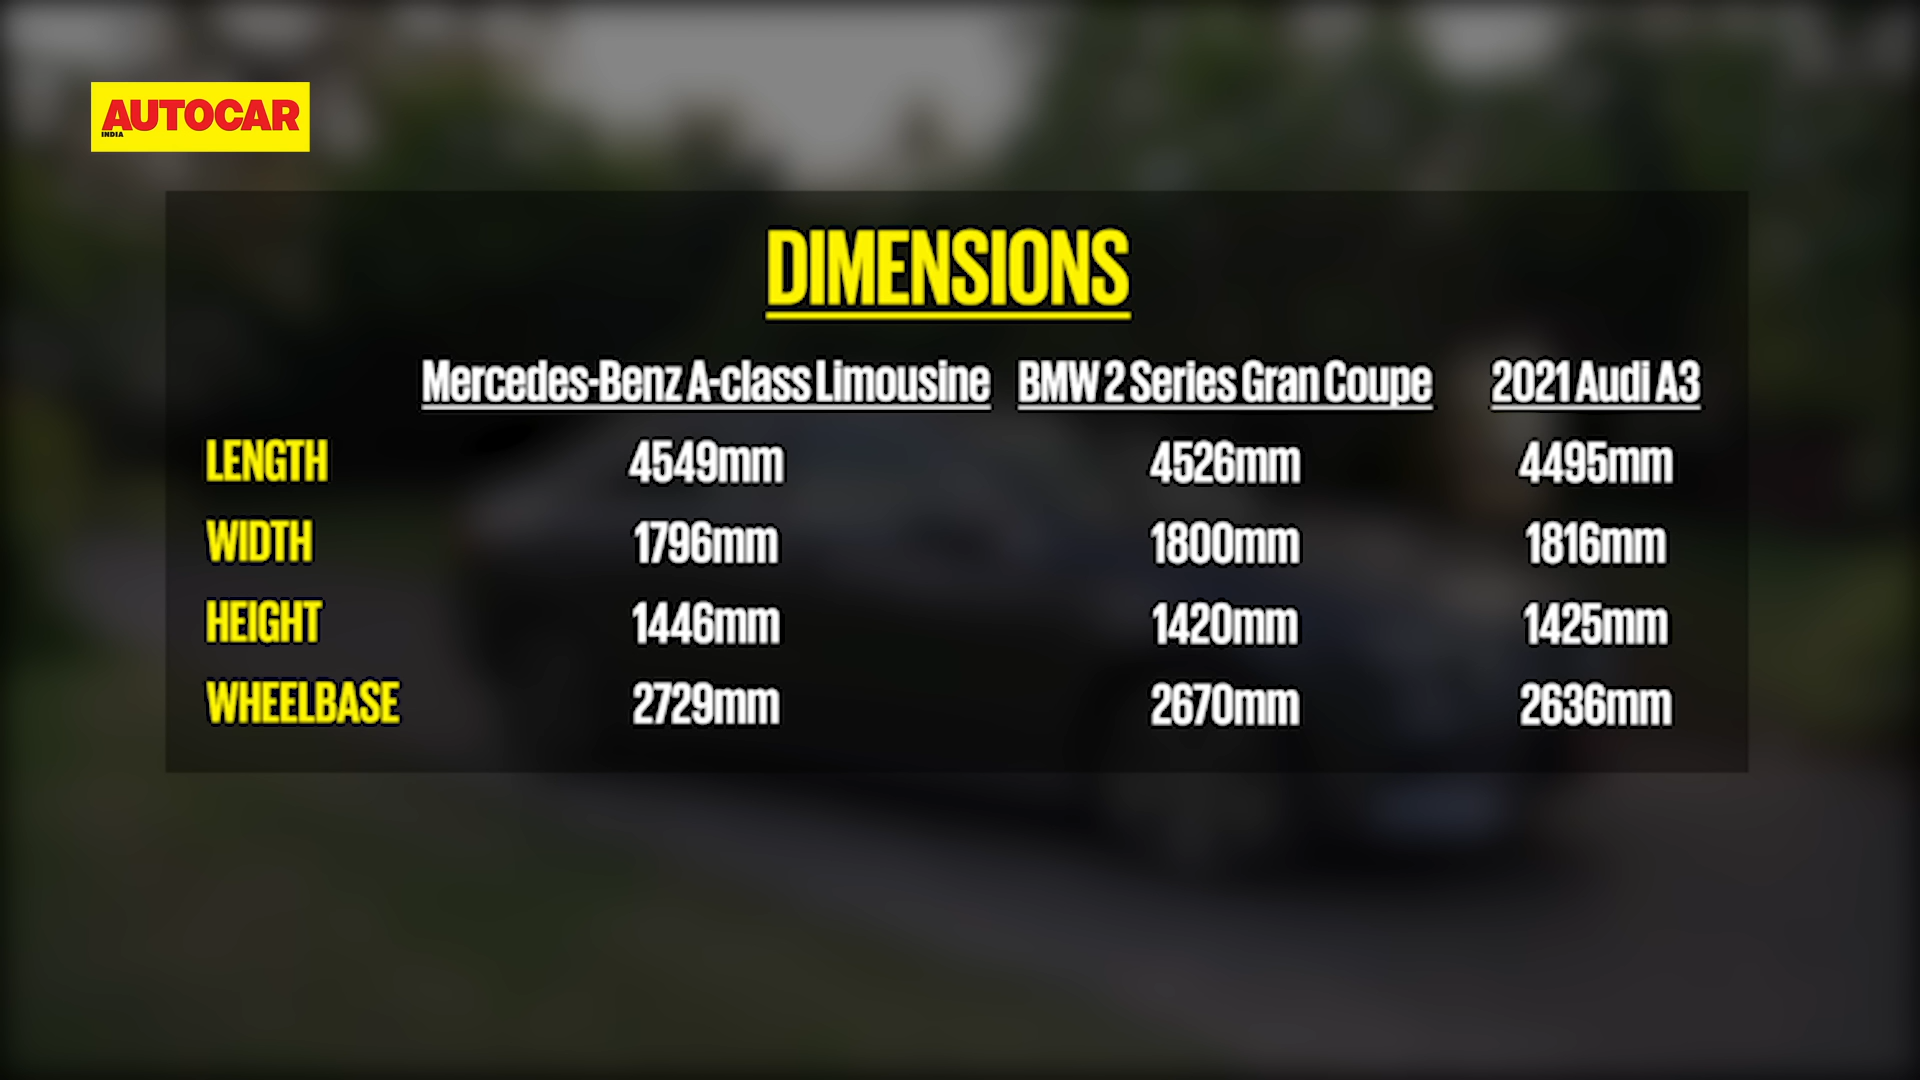 AUTOCAR
INDIA
DIMENSIONS
Mercedes-Benz A-class Limousine BMW 2 Series Gran Coupe 2021 Audi A3
LENGTH 4549mm 4526mm 4495mm
WIDTH 1796mm 1800mm 1816mm
HEIGHT 1446mm 1420mm 1425mm
WHEELBASE 2729mm 2670mm 2636mm